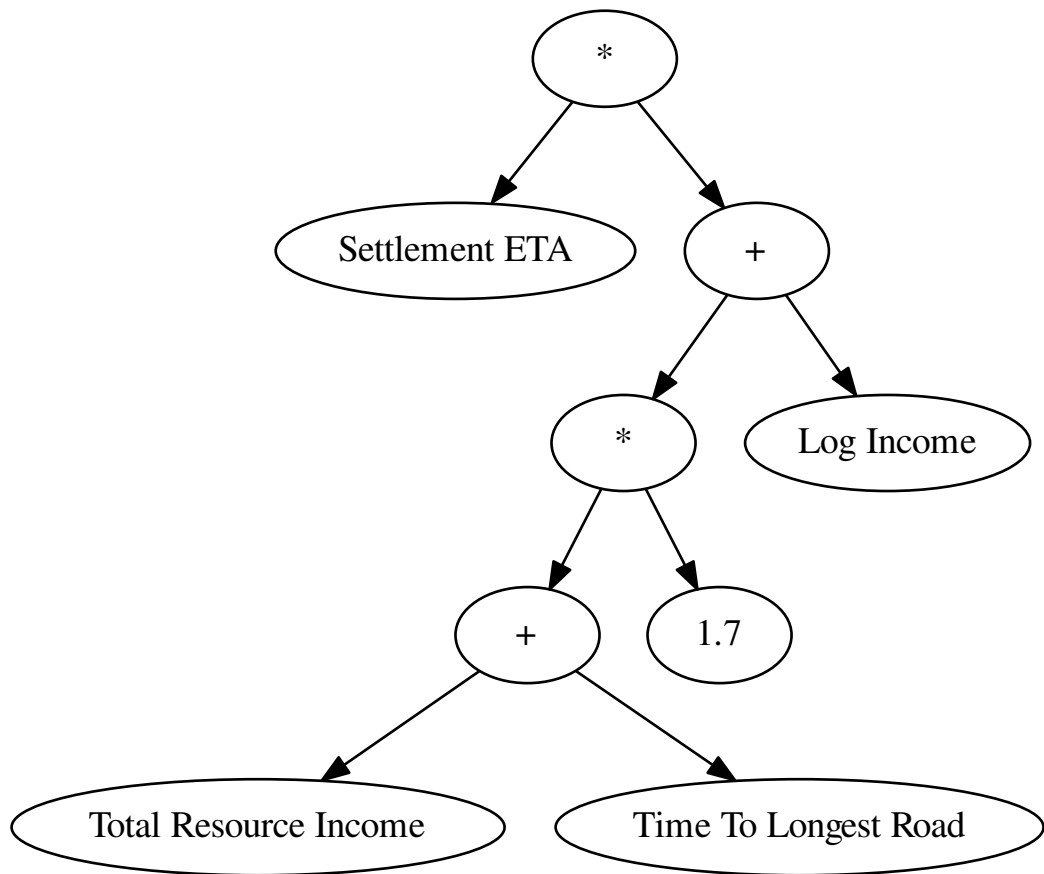 *
Settlement ETA
+
*
Log Income
+
1.7
Total Resource Income
Time To Longest Road